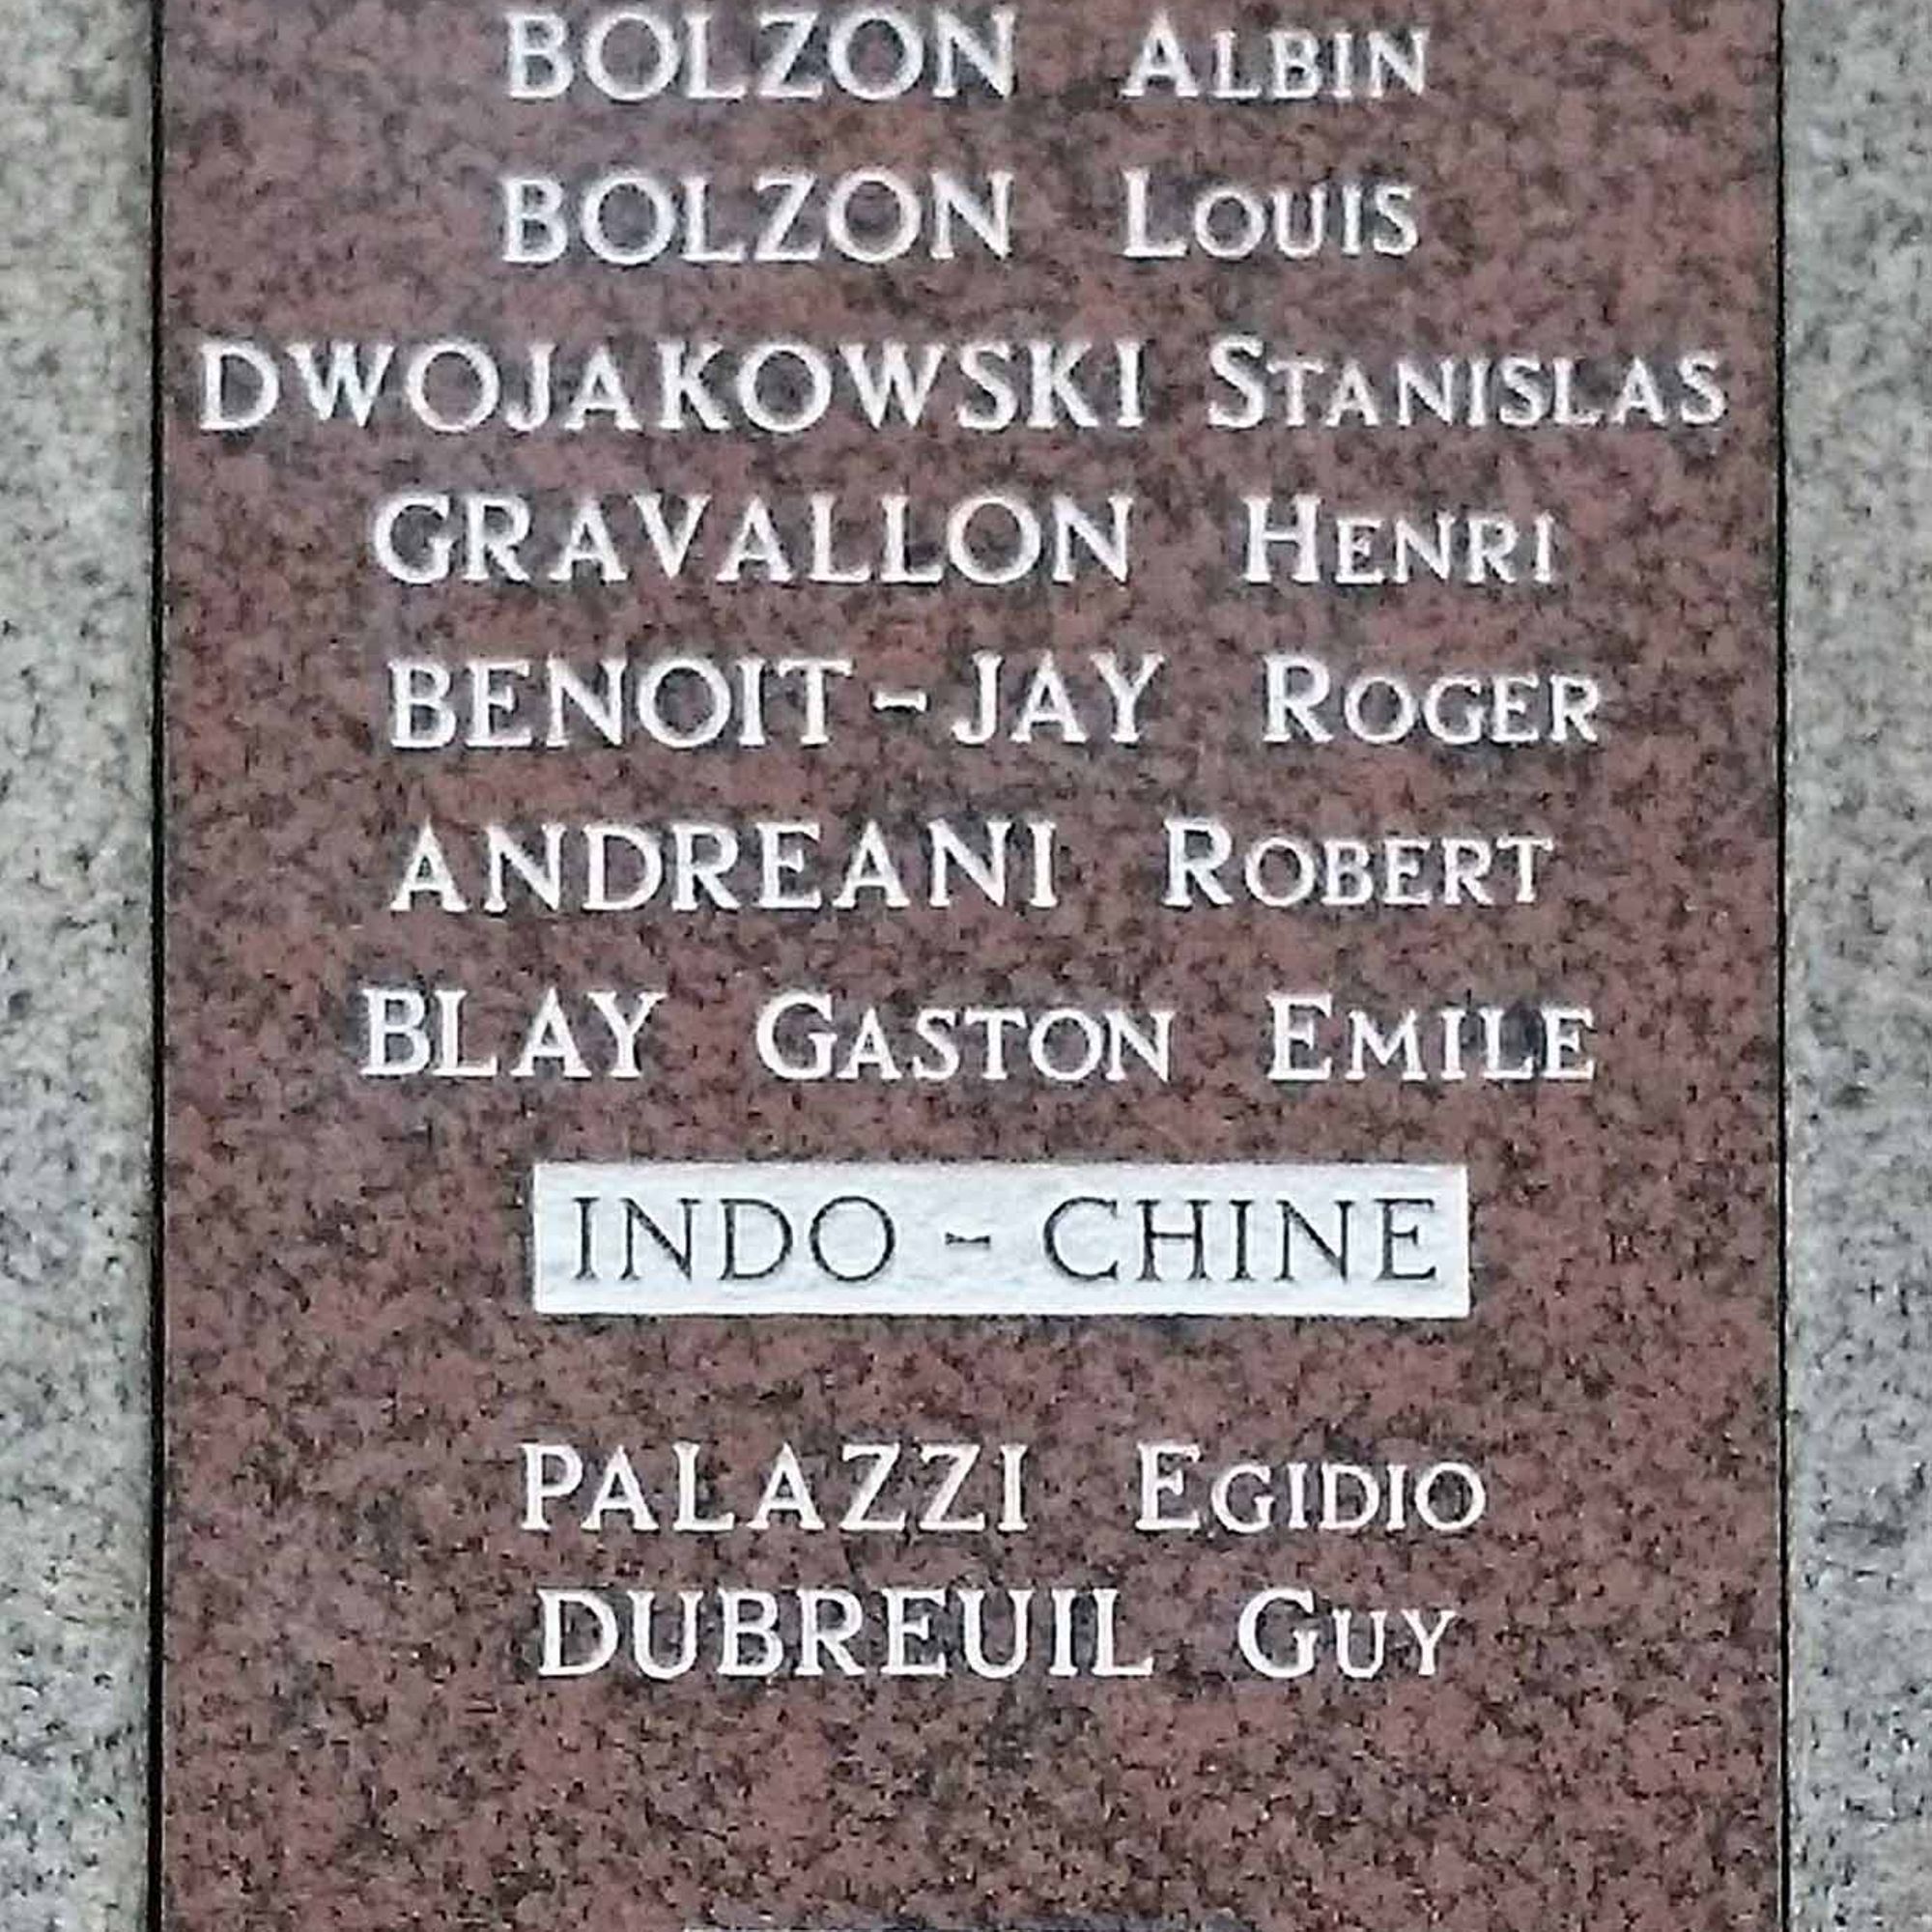 BOLZON ALBIN
BOLZON LOUIS
DWOJAKOWSKI STANISLAS
GRAVALLON HENRI
BENOIT-JAY ROGER
ANDREANI ROBERT
BLAY GASTON EMILE
INDO - CHINE
PALAZZI EGIDIO
DUBREUIL GUY